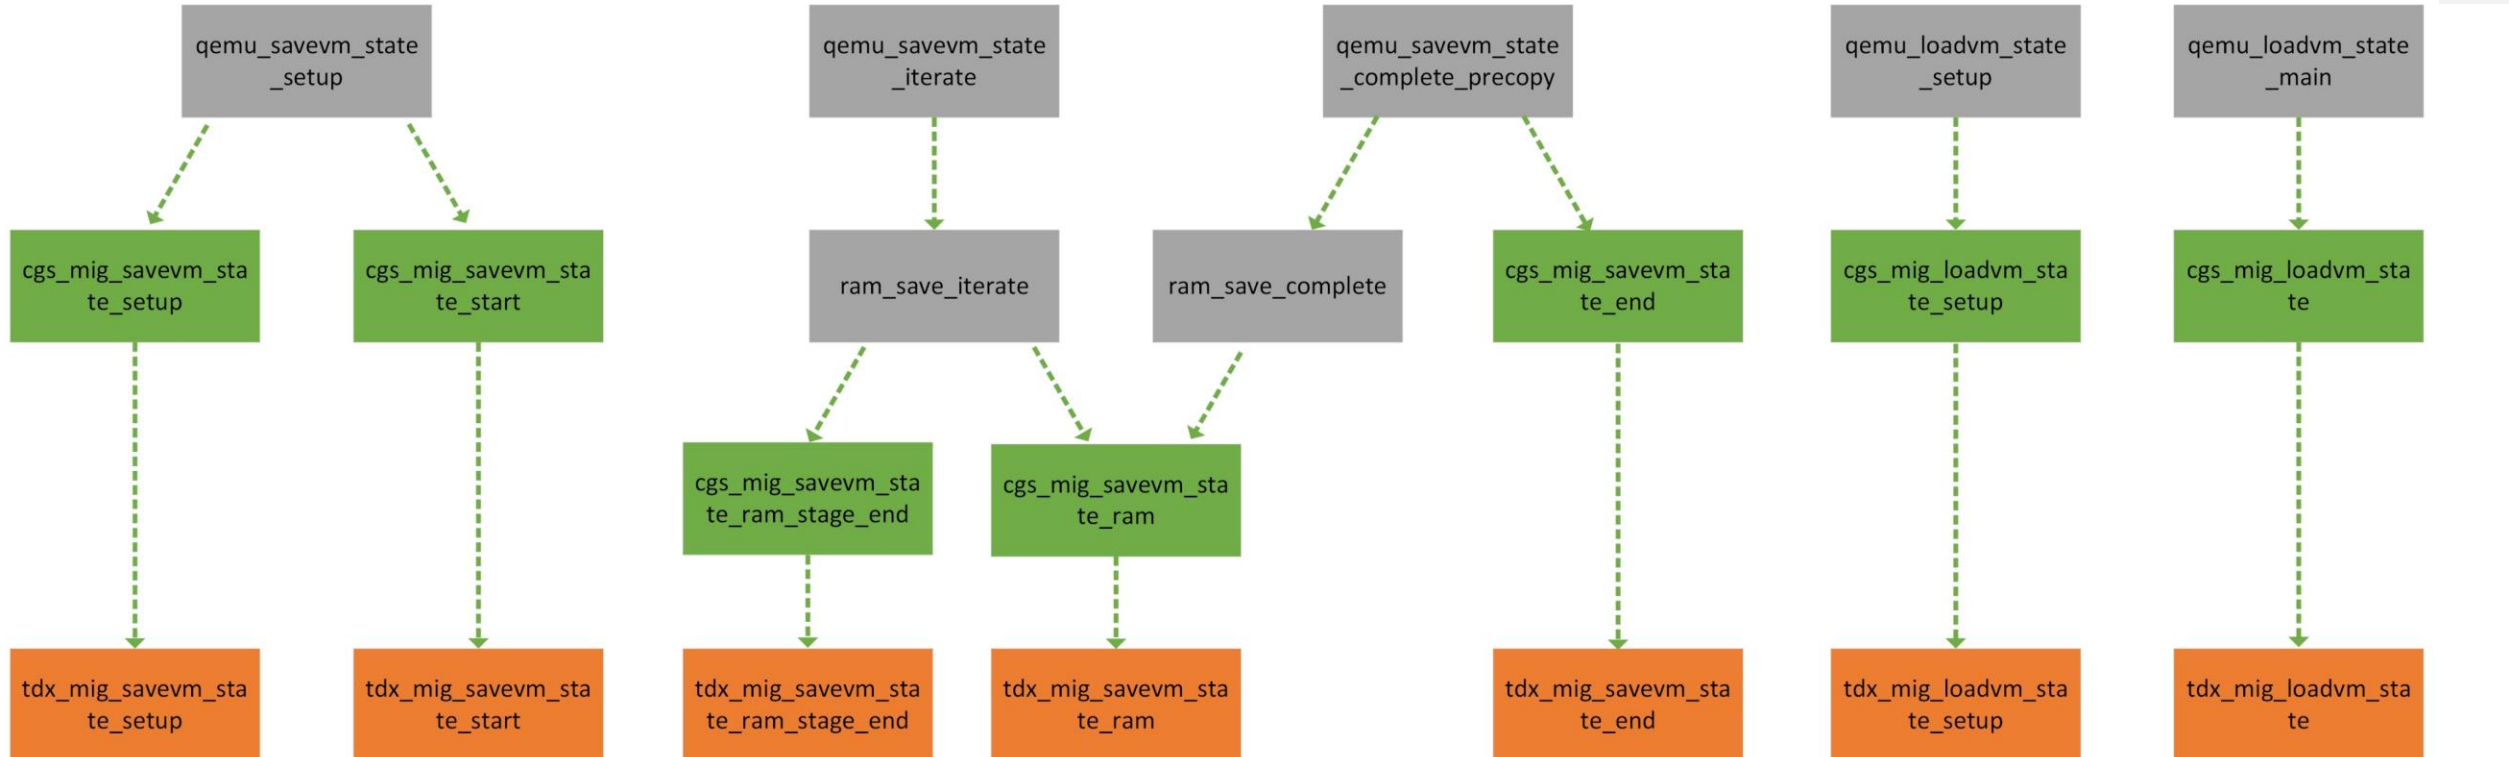 qemu_savevm_state
_setup
qemu_savevm_state
_iterate
qemu_savevm_state
_complete_precopy
qemu_loadvm_state
_setup
qemu_loadvm_state
_main
cgs_mig_savevm_sta
te_setup
cgs_mig_savevm_sta
te_start
ram_save_iterate
ram_save_complete
cgs_mig_savevm_sta
te_end
cgs_mig_loadvm_sta
te_setup
cgs_mig_loadvm_sta
te
cgs_mig_savevm_sta
te_ram_stage_end
cgs_mig_savevm_sta
te_ram
tdx_mig_savevm_sta
te_setup
tdx_mig_savevm_sta
te_start
tdx_mig_savevm_sta
te_ram_stage_end
tdx_mig_savevm_sta
te_ram
tdx_mig_savevm_sta
te_end
tdx_mig_loadvm_sta
te_setup
tdx_mig_loadvm_sta
te